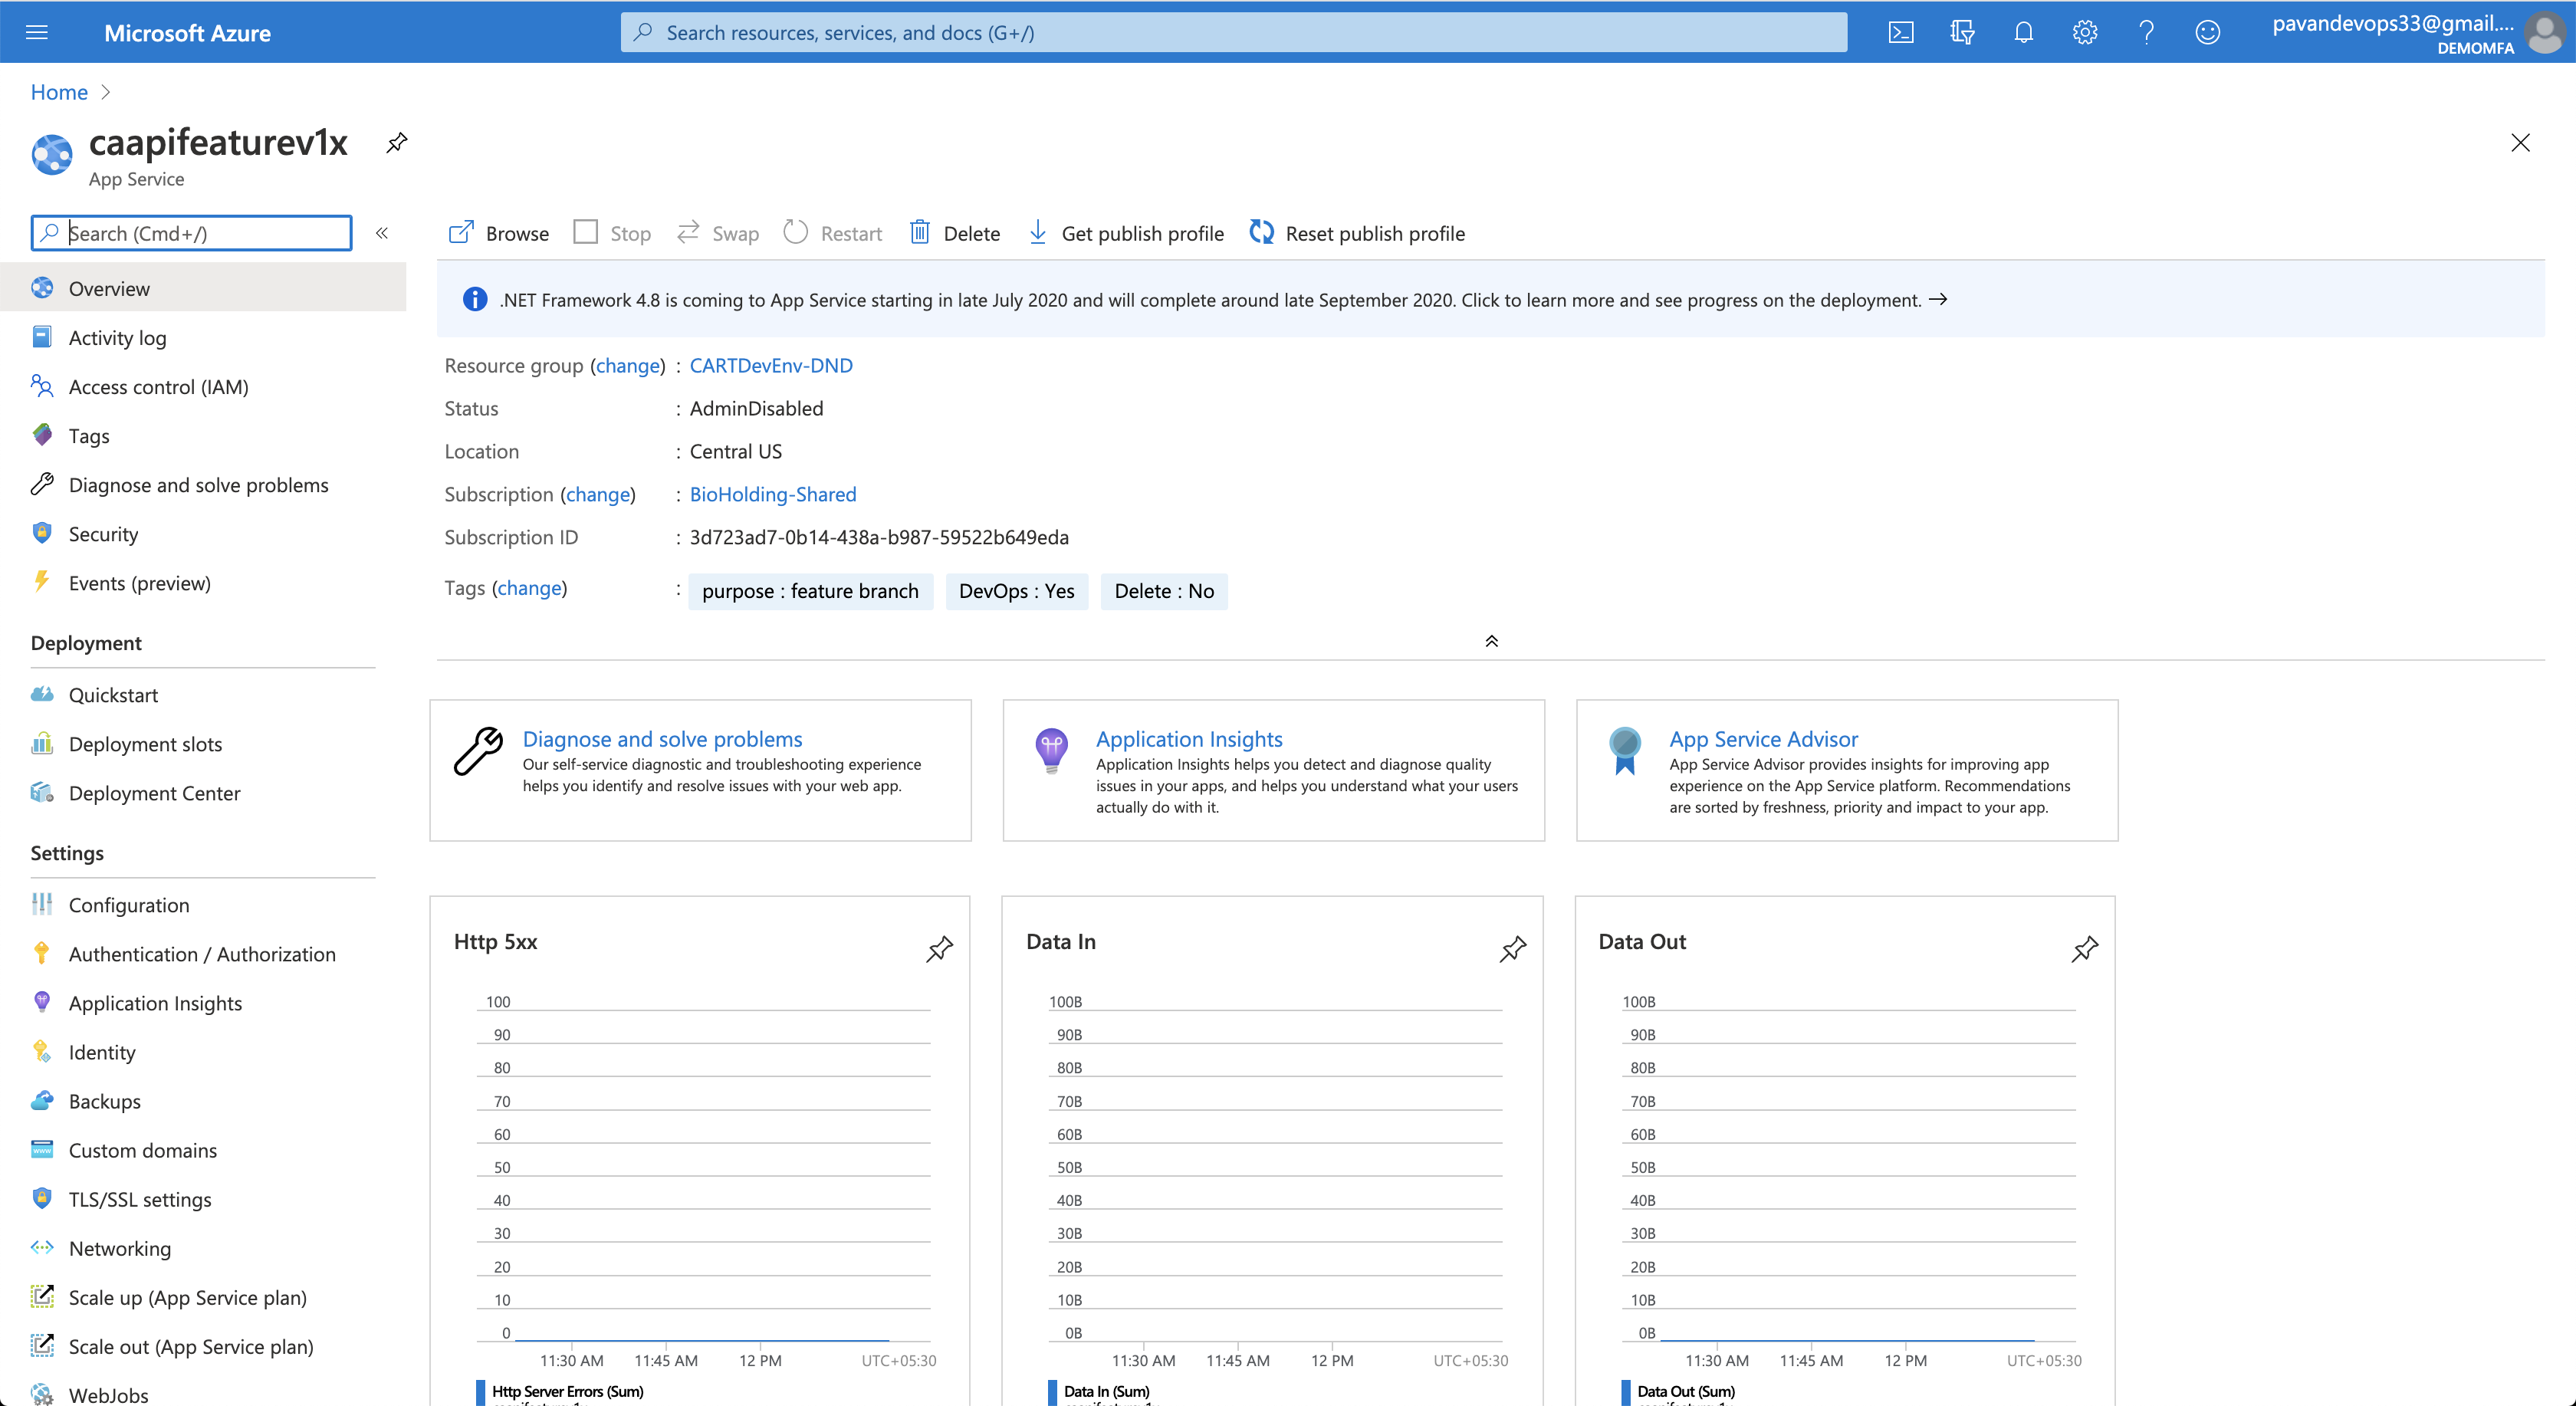 Microsoft Azure
Search resources, services, and docs (G+/)
pavandevops33@gmail....
DEMOMFA
Home
caapifeaturev1x
App Service
Search (Cmd+/)
«
Browse Stop Swap Restart Delete Get publish profile Reset publish profile
.NET Framework 4.8 is coming to App Service starting in late July 2020 and will complete around late September 2020. Click to learn more and see progress on the deployment. →
Overview
Activity log
Access control (IAM)
Tags
Diagnose and solve problems
Security
Events (preview)
Deployment
Quickstart
Deployment slots
Deployment Center
Settings
Configuration
Authentication / Authorization
Application Insights
Identity
Backups
Custom domains
TLS/SSL settings
Networking
Scale up (App Service plan)
Scale out (App Service plan)
WebJobs
Resource group (change) : CARTDevEnv-DND
Status : AdminDisabled
Location : Central US
Subscription (change) : BioHolding-Shared
Subscription ID : 3d723ad7-0b14-438a-b987-59522b649eda
Tags (change) : purpose : feature branch DevOps : Yes Delete : No
Diagnose and solve problems
Our self-service diagnostic and troubleshooting experience
helps you identify and resolve issues with your web app.
Application Insights
Application Insights helps you detect and diagnose quality
issues in your apps, and helps you understand what your users
actually do with it.
App Service Advisor
App Service Advisor provides insights for improving app
experience on the App Service platform. Recommendations
are sorted by freshness, priority and impact to your app.
Http 5xx
100
90
80
70
60
50
40
30
20
10
0
11:30 AM 11:45 AM 12 PM UTC+05:30
Http Server Errors (Sum)
Data In
100B
90B
80B
70B
60B
50B
40B
30B
20B
10B
0B
11:30 AM 11:45 AM 12 PM UTC+05:30
Data In (Sum)
Data Out
100B
90B
80B
70B
60B
50B
40B
30B
20B
10B
0B
11:30 AM 11:45 AM 12 PM UTC+05:30
Data Out (Sum)